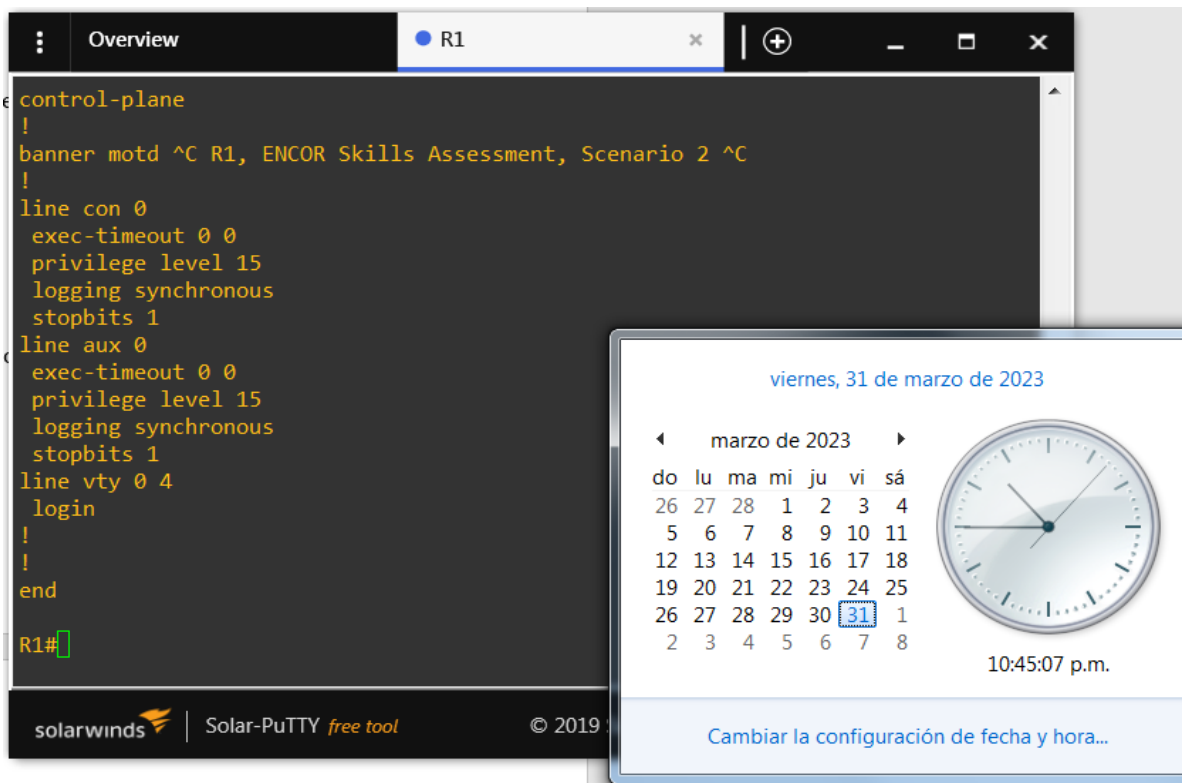 Overview
R1
control-plane
!
banner motd ^C R1, ENCOR Skills Assessment, Scenario 2 ^C
!
line con 0
exec-timeout 0 0
privilege level 15
logging synchronous
stopbits 1
line aux 0
exec-timeout 0 0
privilege level 15
logging synchronous
stopbits 1
line vty 0 4
login
!
!
end
R1#
solarwinds
Solar-PuTTY free tool
© 2019
viernes, 31 de marzo de 2023
marzo de 2023
do lu ma mi ju vi sá
26 27 28 1 2 3 4
5 6 7 8 9 10 11
12 13 14 15 16 17 18
19 20 21 22 23 24 25
26 27 28 29 30 31 1
2 3 4 5 6 7 8
10:45:07 p.m.
Cambiar la configuración de fecha y hora...